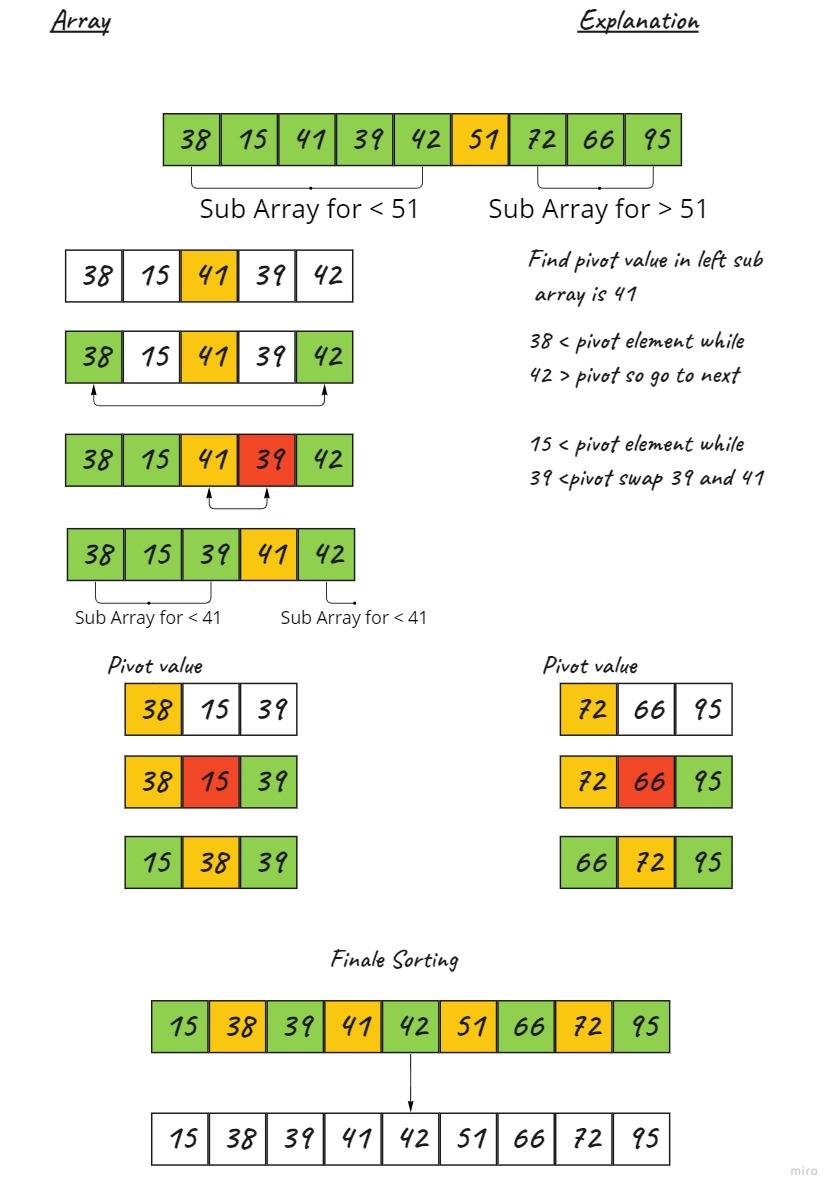 Array
Explanation
38 15 41 39 42 51 72 66 95
Sub Array for < 51
Sub Array for > 51
38 15 41 39 42
Find pivot value in left sub
array is 41
38 15 41 39 42
38 < pivot element while
42 > pivot so go to next
38 15 41 39 42
15 < pivot element while
39 <pivot swap 39 and 41
38 15 39 41 42
Sub Array for < 41
Sub Array for < 41
Pivot value
38 15 39
38 15 39
15 38 39
Pivot value
72 66 95
72 66 95
66 72 95
Finale Sorting
15 38 39 41 42 51 66 72 95
15 38 39 41 42 51 66 72 95
miro